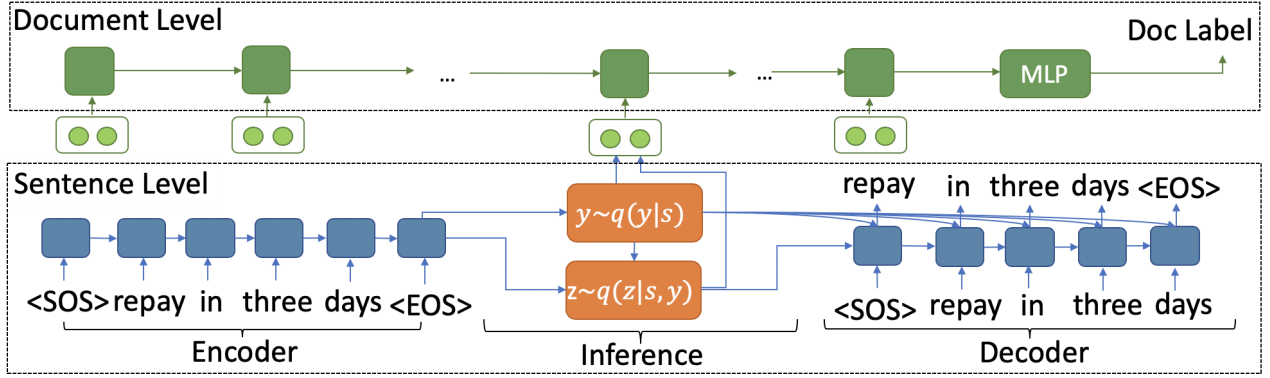 Document Level
Doc Label
... ... MLP
Sentence Level
repay in three days <EOS>
y~q(y|s)
z~q(z|s,y)
<SOS> repay in three days <EOS>
<SOS> repay in three days
Encoder Inference Decoder